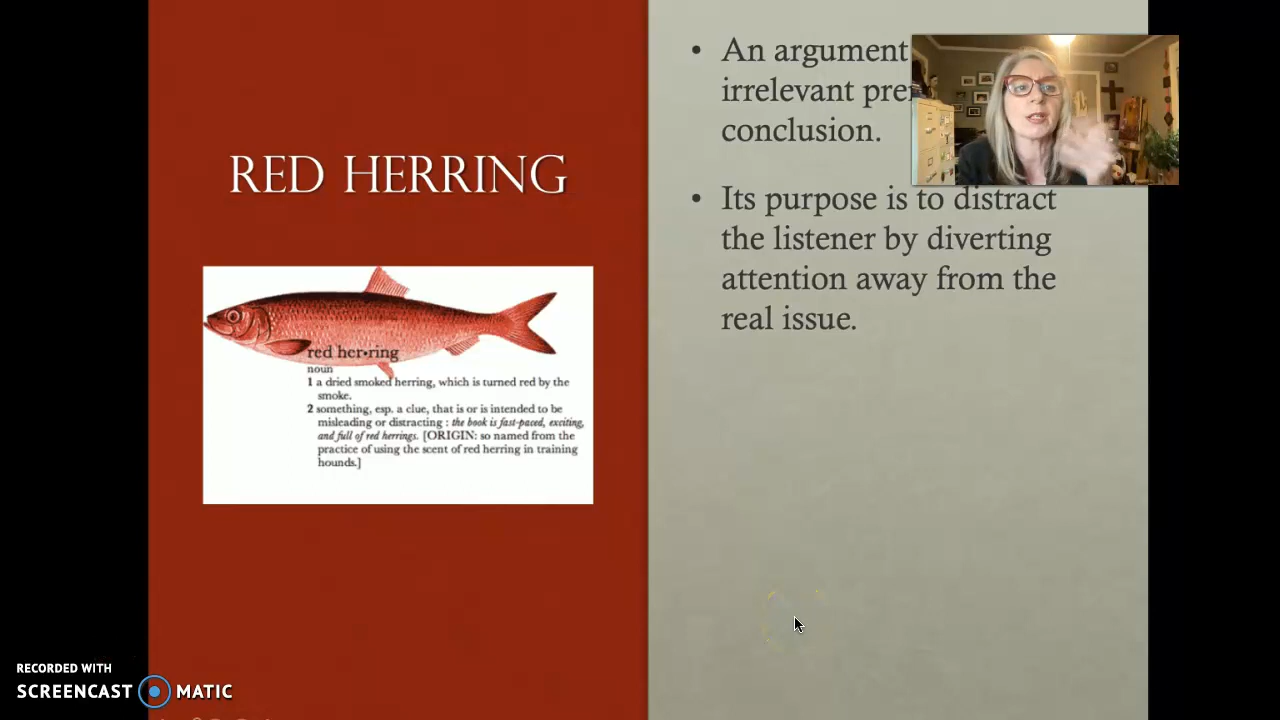 RED HERRING
red her•ring
noun
1 a dried smoked herring, which is turned red by the
smoke.
2 something, esp. a clue, that is or is intended to be
misleading or distracting : the book is fast-paced, exciting,
and full of red herrings. [ORIGIN: so named from the
practice of using the scent of red herring in training
hounds.]
• An argument
irrelevant
conclusion.
• Its purpose is to distract
the listener by diverting
attention away from the
real issue.
RECORDED WITH
SCREENCAST MATIC